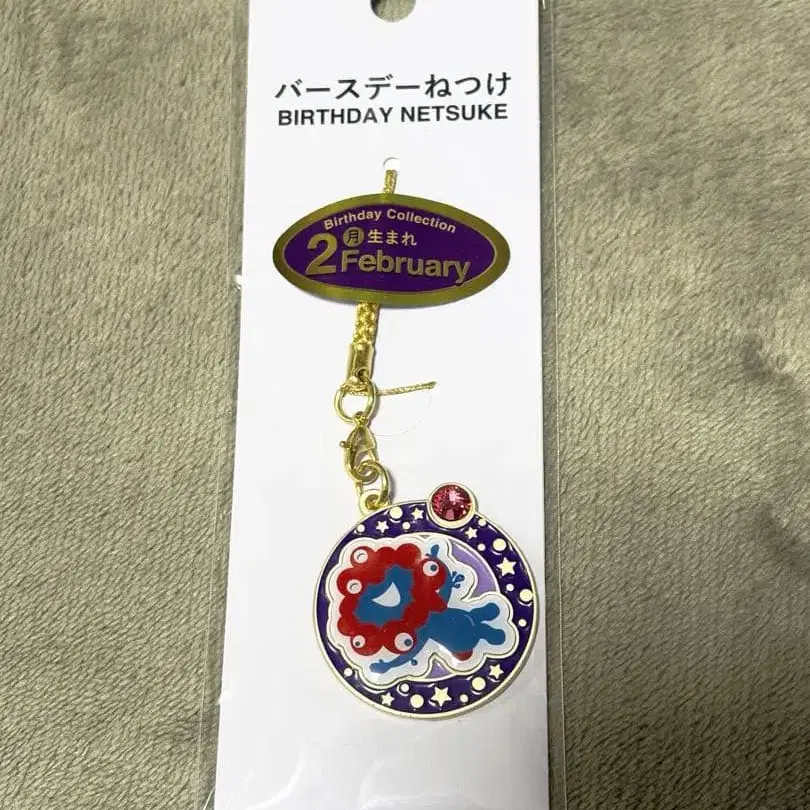 バースデーねつけ
BIRTHDAY NETSUKE
Birthday Collection
2月生まれ
February